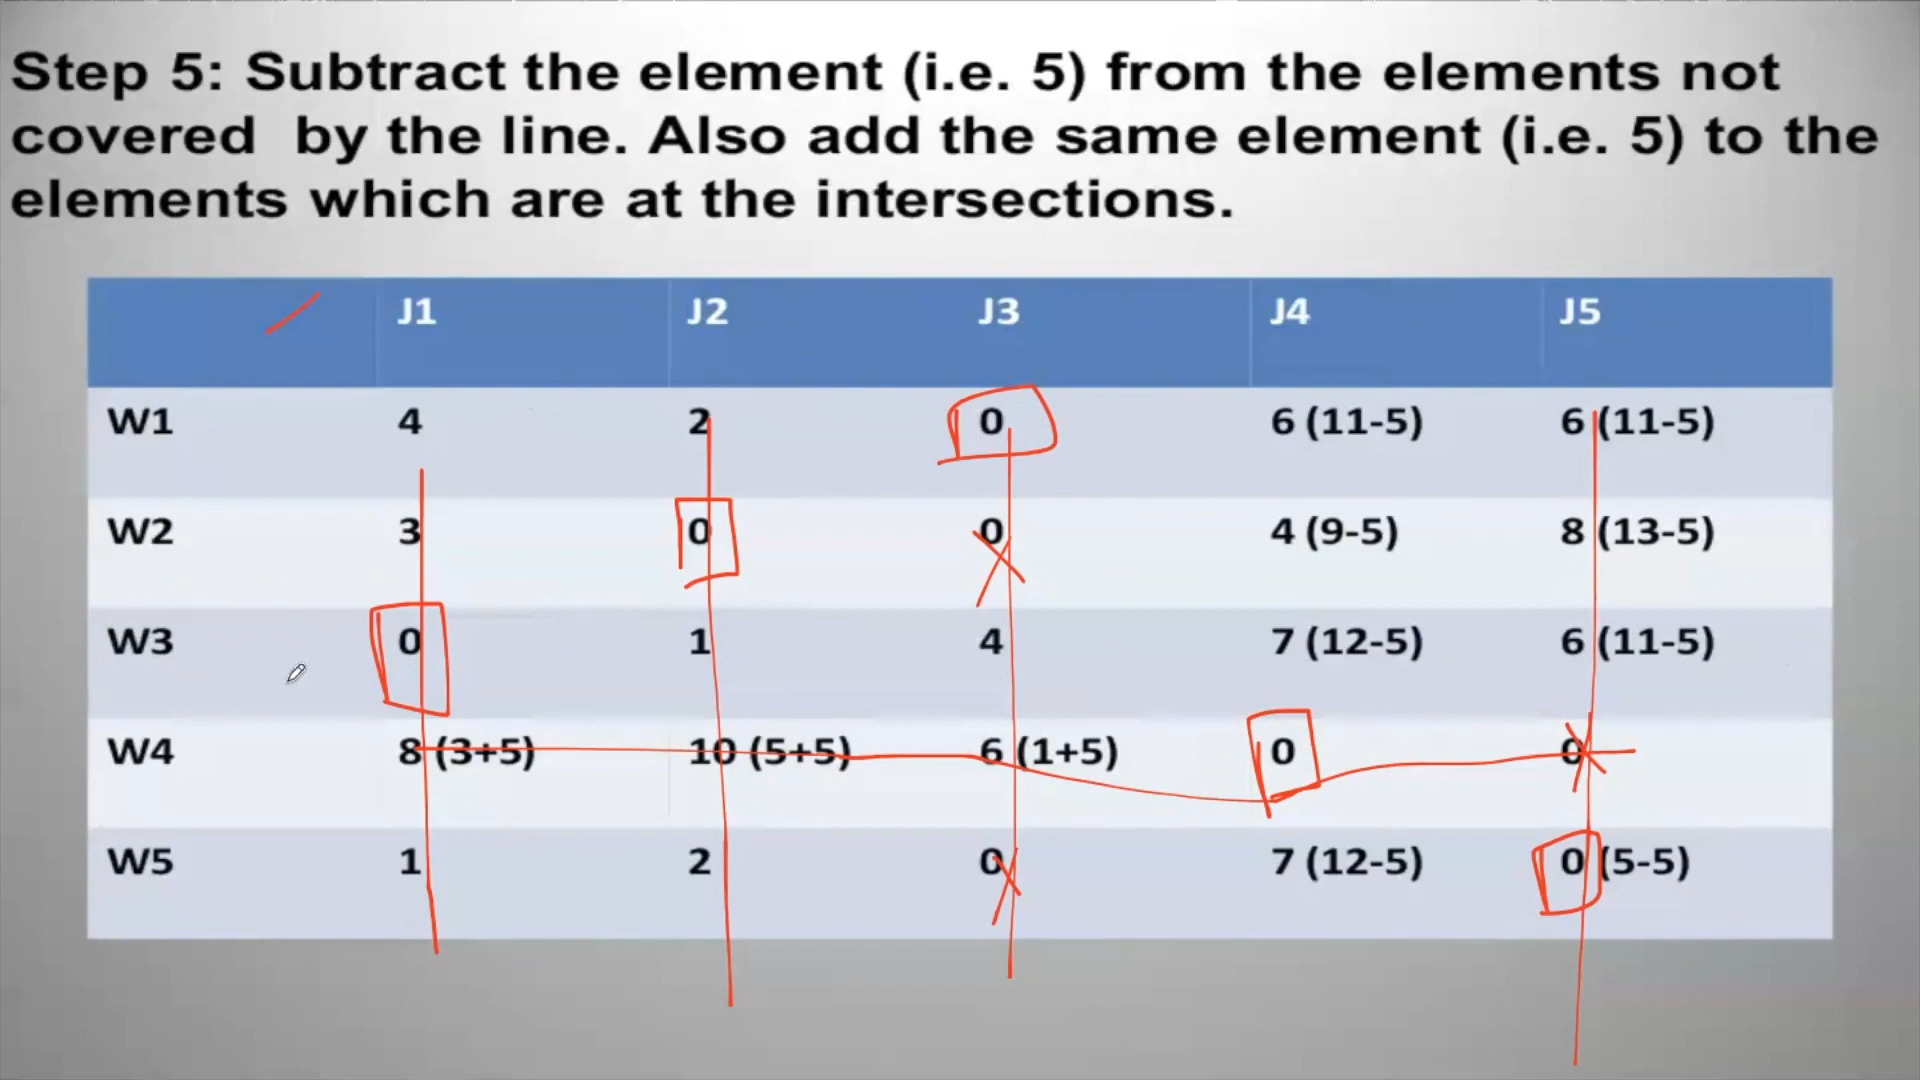 Step 5: Subtract the element (i.e. 5) from the elements not
covered by the line. Also add the same element (i.e. 5) to the
elements which are at the intersections.
J1 J2 J3 J4 J5
W1 4 2 0 6 (11-5) 6 (11-5)
W2 3 0 0 4 (9-5) 8 (13-5)
W3 0 1 4 7 (12-5) 6 (11-5)
W4 8 (3+5) 10 (5+5) 6 (1+5) 0 0
W5 1 2 0 7 (12-5) 0 (5-5)